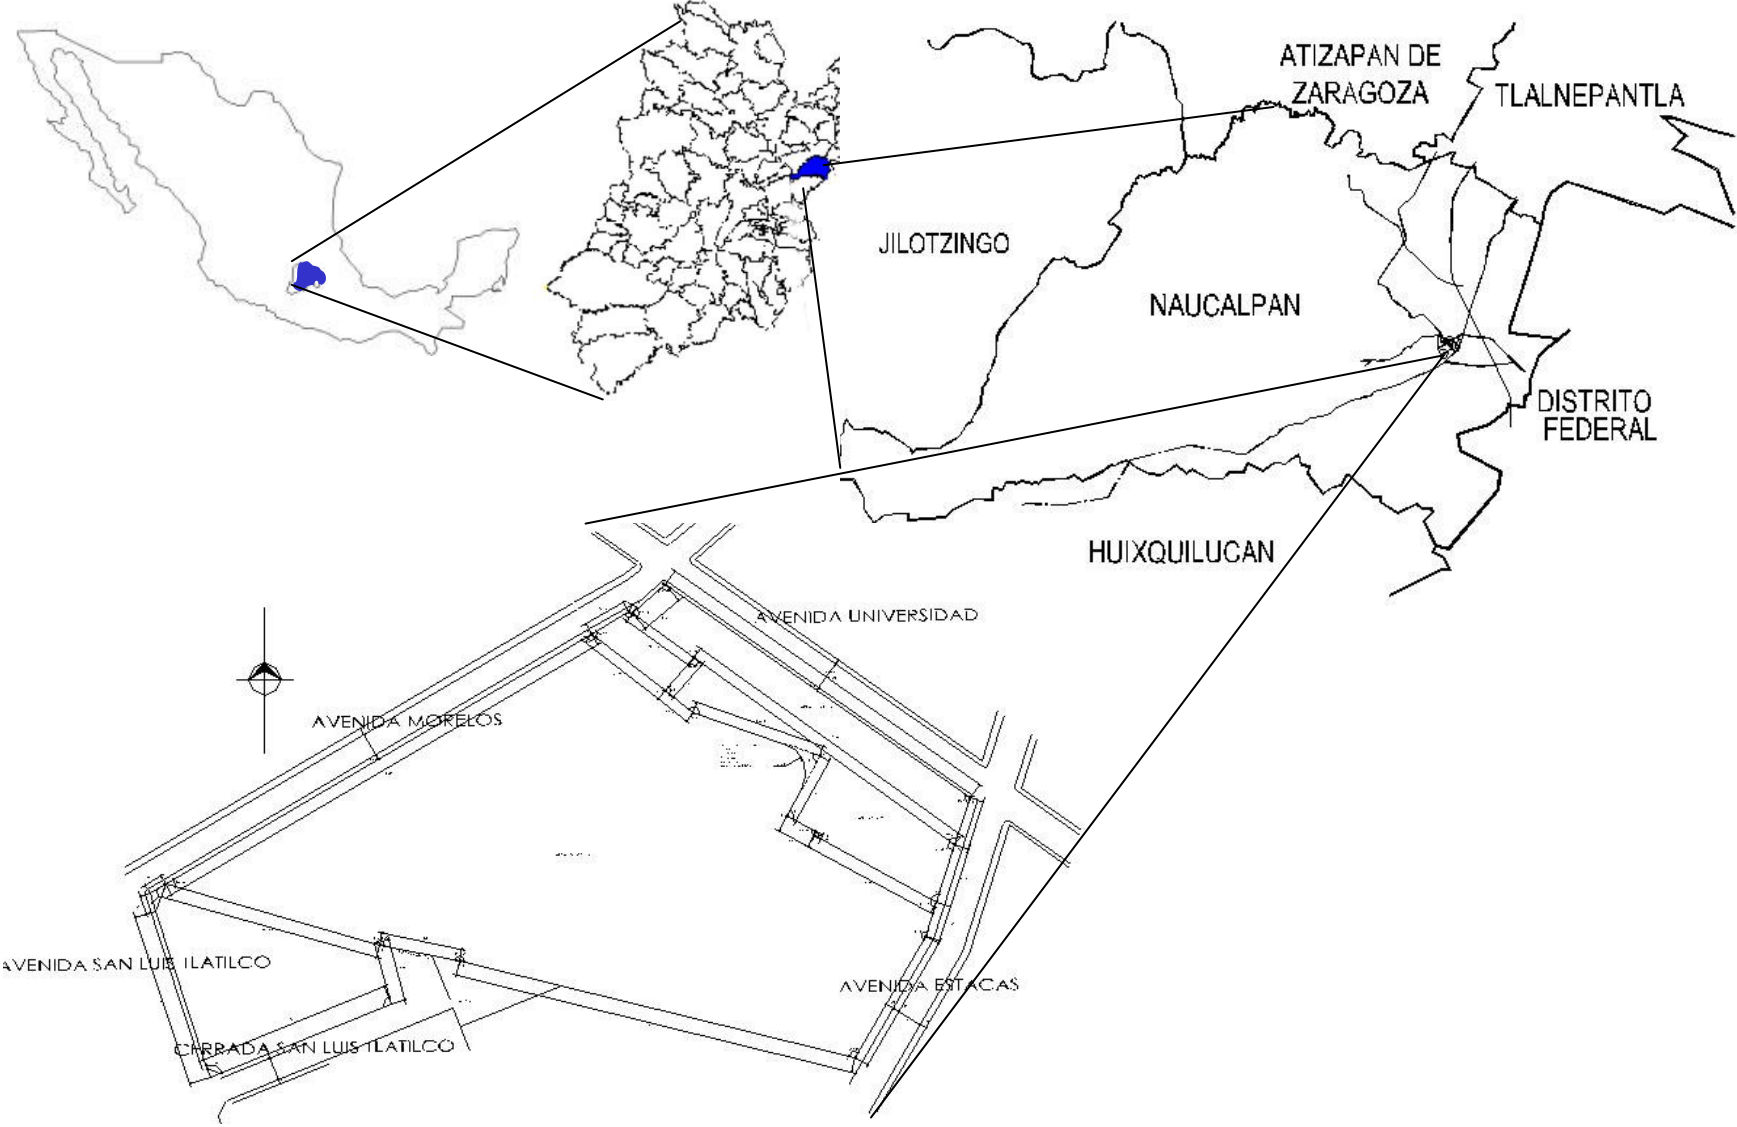 ATIZAPAN DE
ZARAGOZA
TLALNEPANTLA
JILOTZINGO
NAUCALPAN
DISTRITO
FEDERAL
HUIXQUILUCAN
AVENIDA UNIVERSIDAD
AVENIDA MORELOS
AVENIDA SAN LUIS TLATILCO
AVENIDA ESTACAS
CERRADA SAN LUIS TLATILCO